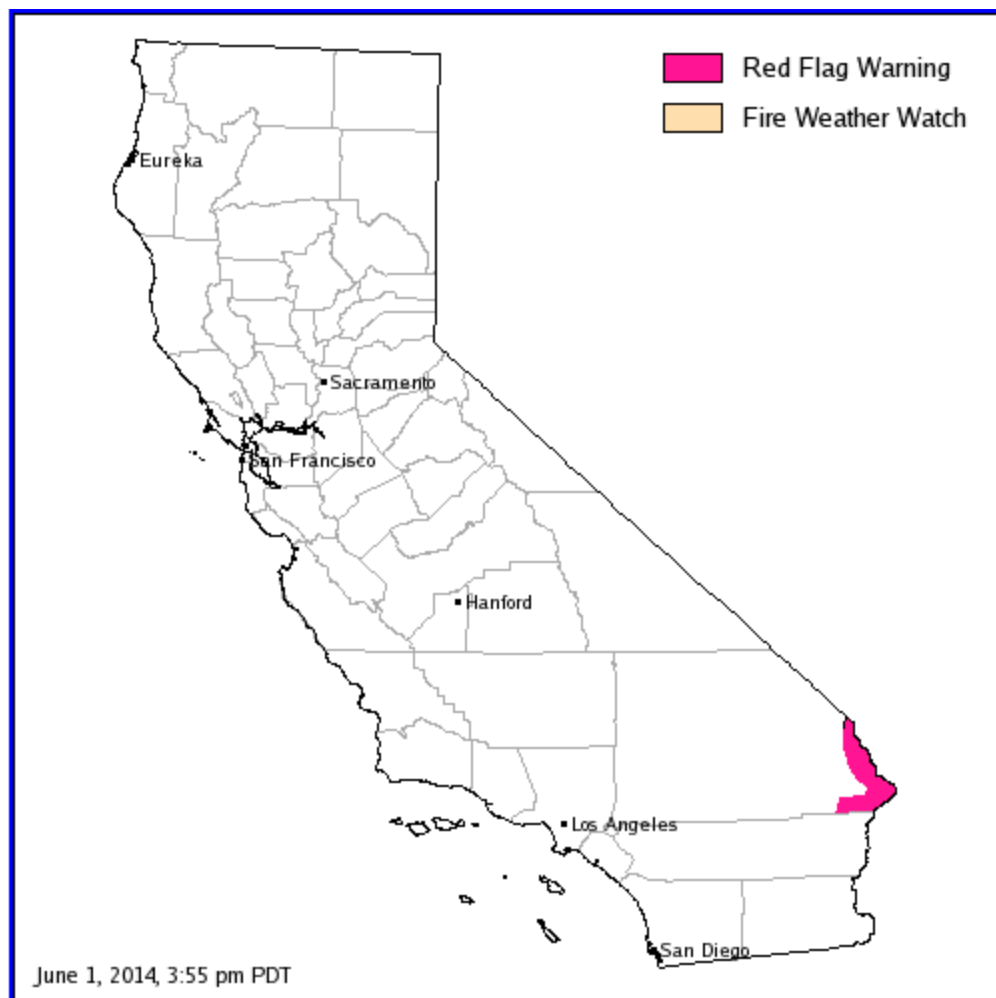 Red Flag Warning
Fire Weather Watch
Eureka
Sacramento
San Francisco
Hanford
Los Angeles
San Diego
June 1, 2014, 3:55 pm PDT